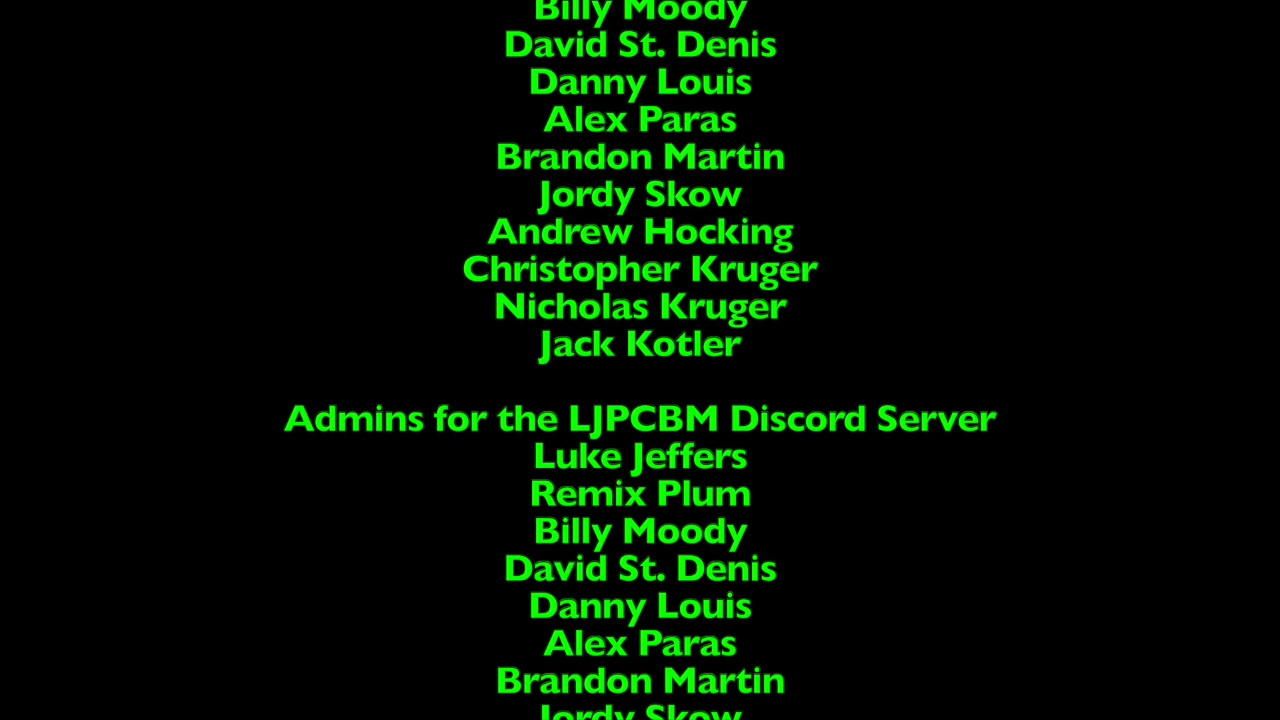 Billy Moody
David St. Denis
Danny Louis
Alex Paras
Brandon Martin
Jordy Skow
Andrew Hocking
Christopher Kruger
Nicholas Kruger
Jack Kotler
Admins for the LJPCBM Discord Server
Luke Jeffers
Remix Plum
Billy Moody
David St. Denis
Danny Louis
Alex Paras
Brandon Martin
Jordy Skow